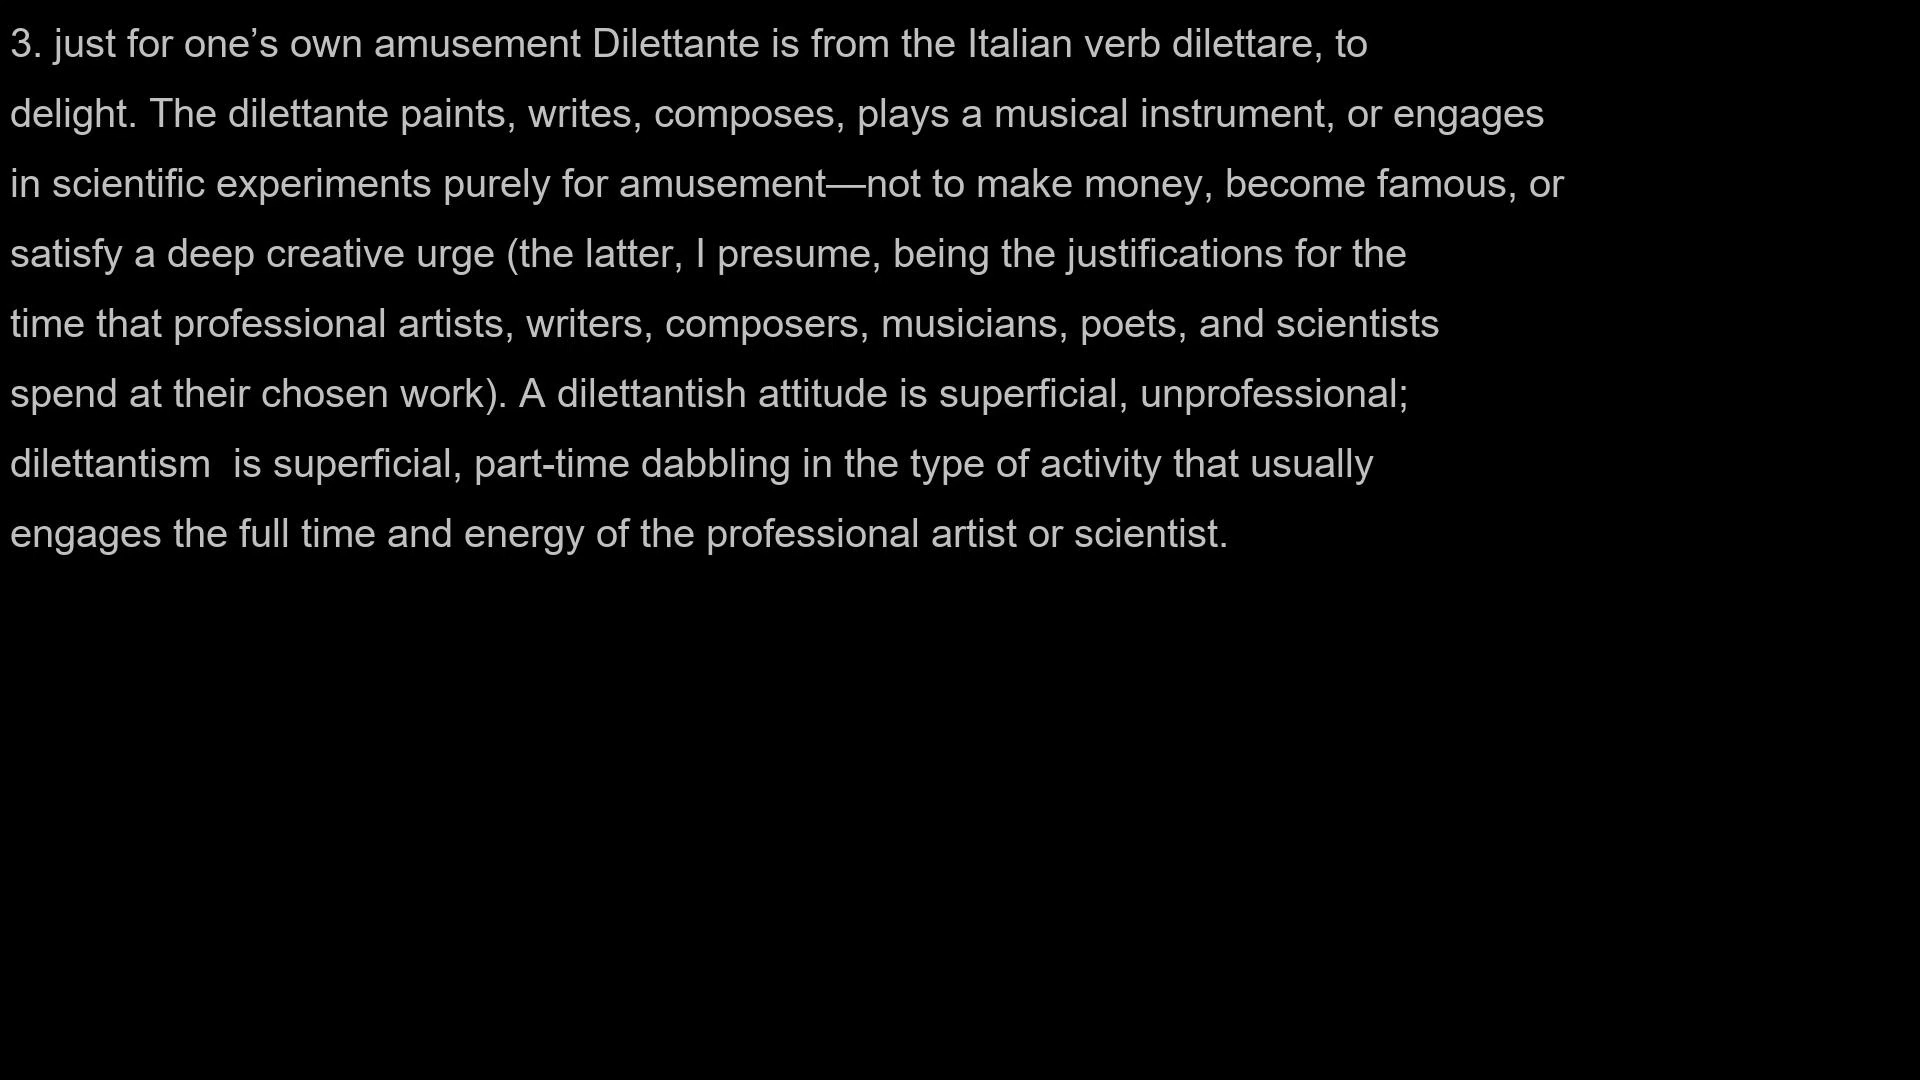 3. just for one’s own amusement Dilettante is from the Italian verb dilettare, to
delight. The dilettante paints, writes, composes, plays a musical instrument, or engages
in scientific experiments purely for amusement—not to make money, become famous, or
satisfy a deep creative urge (the latter, I presume, being the justifications for the
time that professional artists, writers, composers, musicians, poets, and scientists
spend at their chosen work). A dilettantish attitude is superficial, unprofessional;
dilettantism  is superficial, part-time dabbling in the type of activity that usually
engages the full time and energy of the professional artist or scientist.